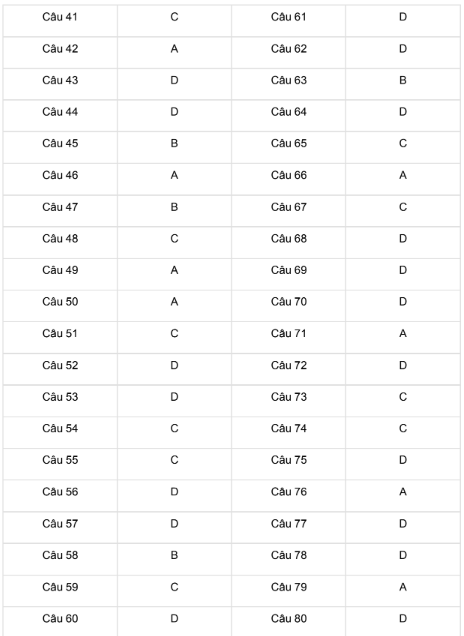 Câu 41 C Câu 61 D
Câu 42 A Câu 62 D
Câu 43 D Câu 63 B
Câu 44 D Câu 64 D
Câu 45 B Câu 65 C
Câu 46 A Câu 66 A
Câu 47 B Câu 67 C
Câu 48 C Câu 68 D
Câu 49 A Câu 69 D
Câu 50 A Câu 70 D
Câu 51 C Câu 71 A
Câu 52 D Câu 72 D
Câu 53 D Câu 73 C
Câu 54 C Câu 74 C
Câu 55 C Câu 75 D
Câu 56 D Câu 76 A
Câu 57 D Câu 77 D
Câu 58 B Câu 78 D
Câu 59 C Câu 79 A
Câu 60 D Câu 80 D